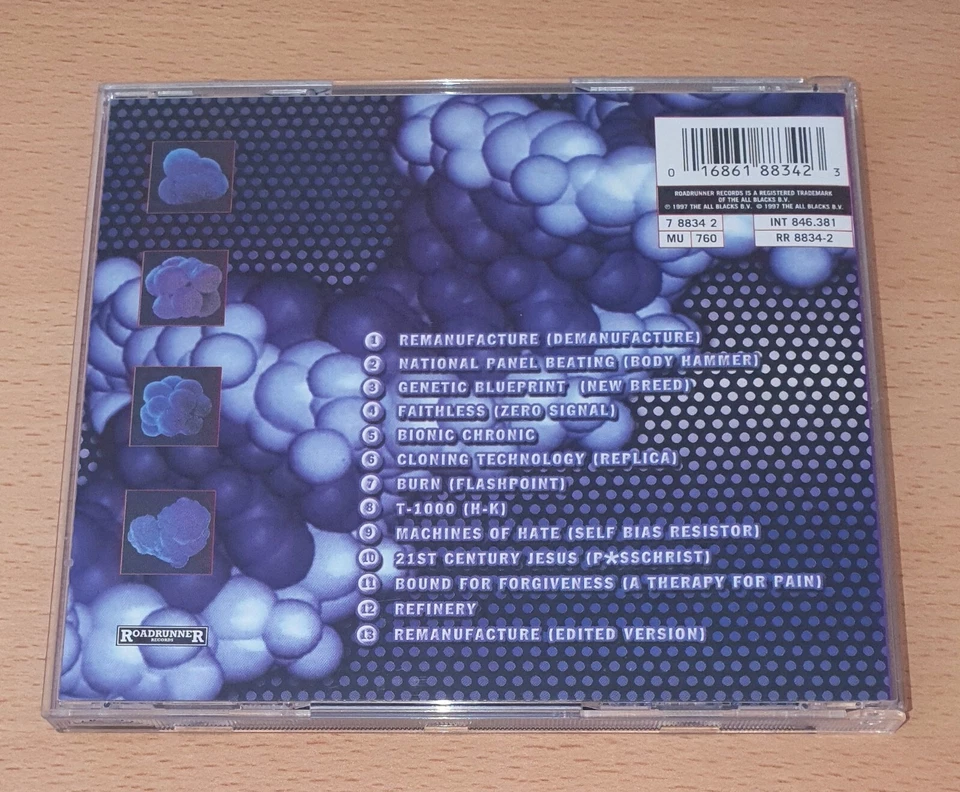 0 16861 88342 3
ROADRUNNER RECORDS IS A REGISTERED TRADEMARK
OF THE ALL BLACKS B.V.
℗ 1997 THE ALL BLACKS B.V. © 1997 THE ALL BLACKS B.V.
7 8834 2 INT 846.381
MU 760 RR 8834-2
1 REMANUFACTURE (DEMANUFACTURE)
2 NATIONAL PANEL BEATING (BODY HAMMER)
3 GENETIC BLUEPRINT (NEW BREED)
4 FAITHLESS (ZERO SIGNAL)
5 BIONIC CHRONIC
6 CLONING TECHNOLOGY (REPLICA)
7 BURN (FLASHPOINT)
8 T-1000 (H-K)
9 MACHINES OF HATE (SELF BIAS RESISTOR)
10 21ST CENTURY JESUS (P*SSCHRIST)
11 BOUND FOR FORGIVENESS (A THERAPY FOR PAIN)
12 REFINERY
13 REMANUFACTURE (EDITED VERSION)
ROADRUNNER
RECORDS